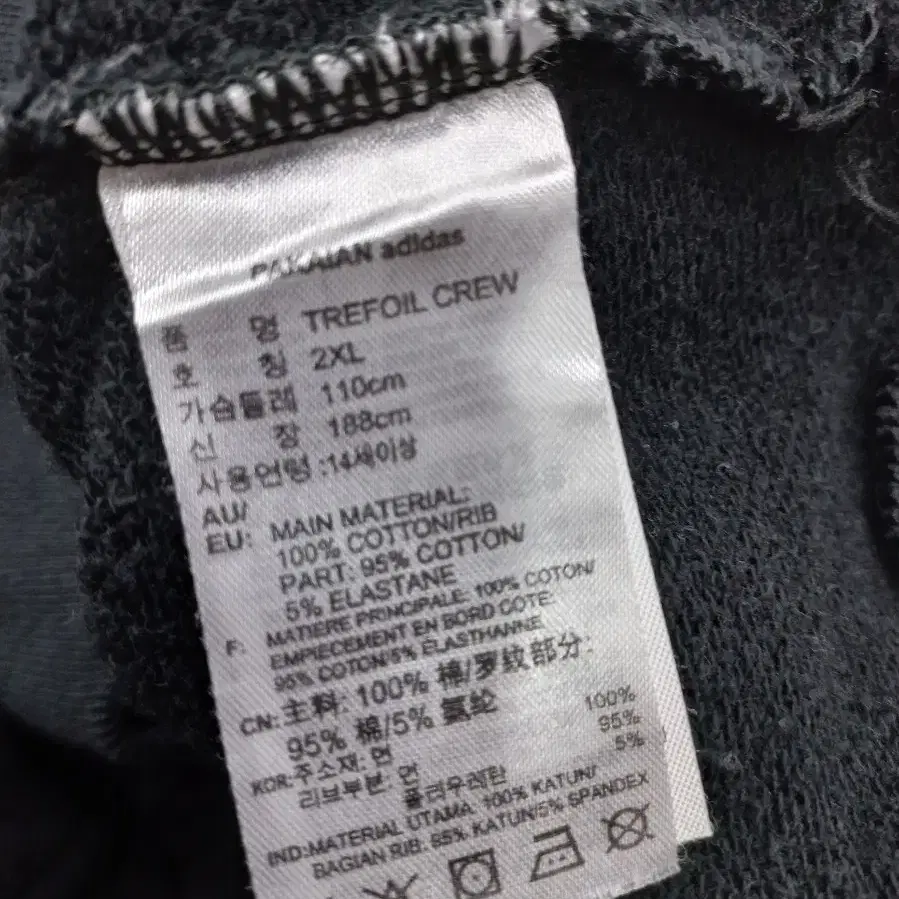 PAKAIAN adidas
품 명 TREFOIL CREW
호 칭 2XL
가슴둘레 110cm
신 장 188cm
사용연령 :14세이상
AU/
EU: MAIN MATERIAL:
100% COTTON/RIB
PART: 95% COTTON/
5% ELASTANE
F: MATIERE PRINCIPALE: 100% COTON/
EMPIECEMENT EN BORD COTE:
95% COTON/5% ELASTHANNE
CN: 主料: 100% 棉/罗纹部分:
95% 棉/5% 氨纶
KOR: 주소재: 면 100%
리브부분: 면 95%
폴리우레탄 5%
IND: MATERIAL UTAMA: 100% KATUN/
BAGIAN RIB: 95% KATUN/5% SPANDEX